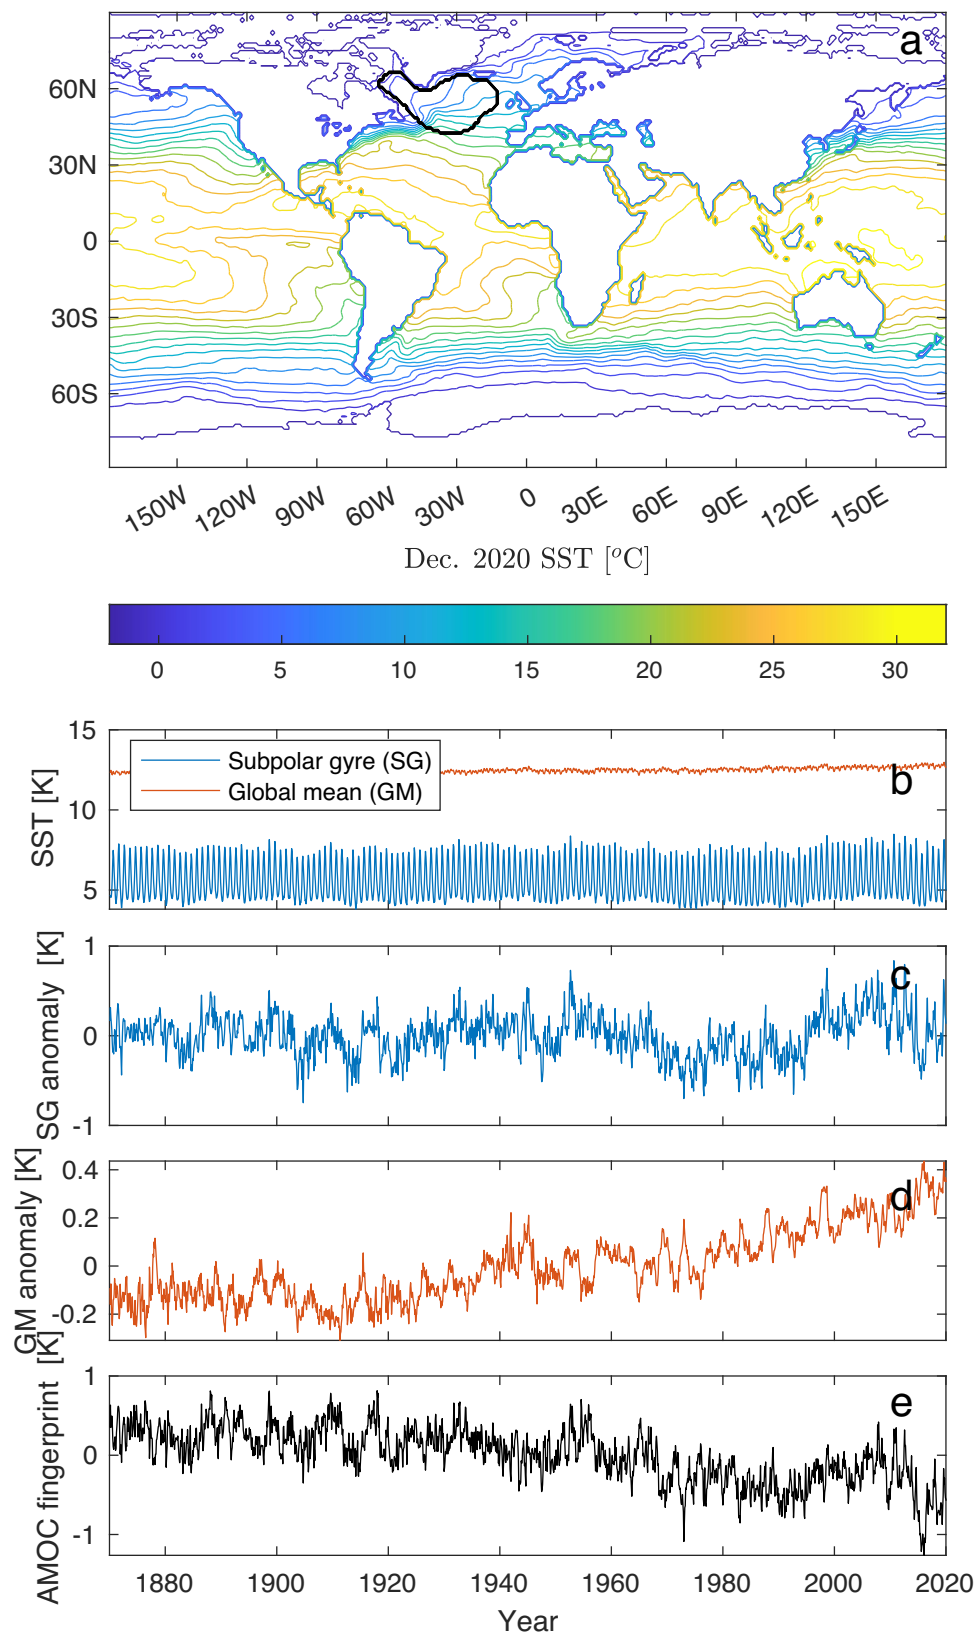 a
60N
30N
0
30S
60S
150W 120W 90W 60W 30W 0 30E 60E 90E 120E 150E
Dec. 2020 SST [°C]
0 5 10 15 20 25 30
15
10
5
SST [K]
Subpolar gyre (SG)
Global mean (GM)
b
1
0
-1
SG anomaly [K]
c
0.4
0.2
0
-0.2
GM anomaly [K]
d
1
0
-1
AMOC fingerprint [K]
e
1880 1900 1920 1940 1960 1980 2000 2020
Year